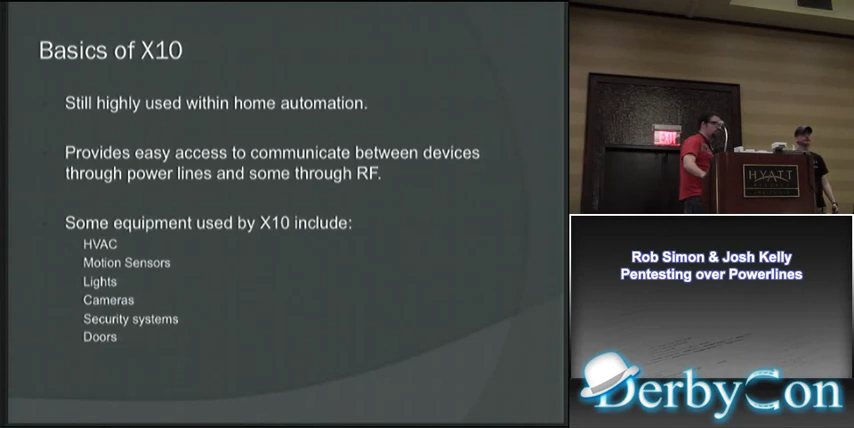 Basics of X10
Still highly used within home automation.
Provides easy access to communicate between devices
through power lines and some through RF.
Some equipment used by X10 include:
HVAC
Motion Sensors
Lights
Cameras
Security systems
Doors
EXIT
HYATT
Rob Simon & Josh Kelly
Pentesting over Powerlines
DerbyCon